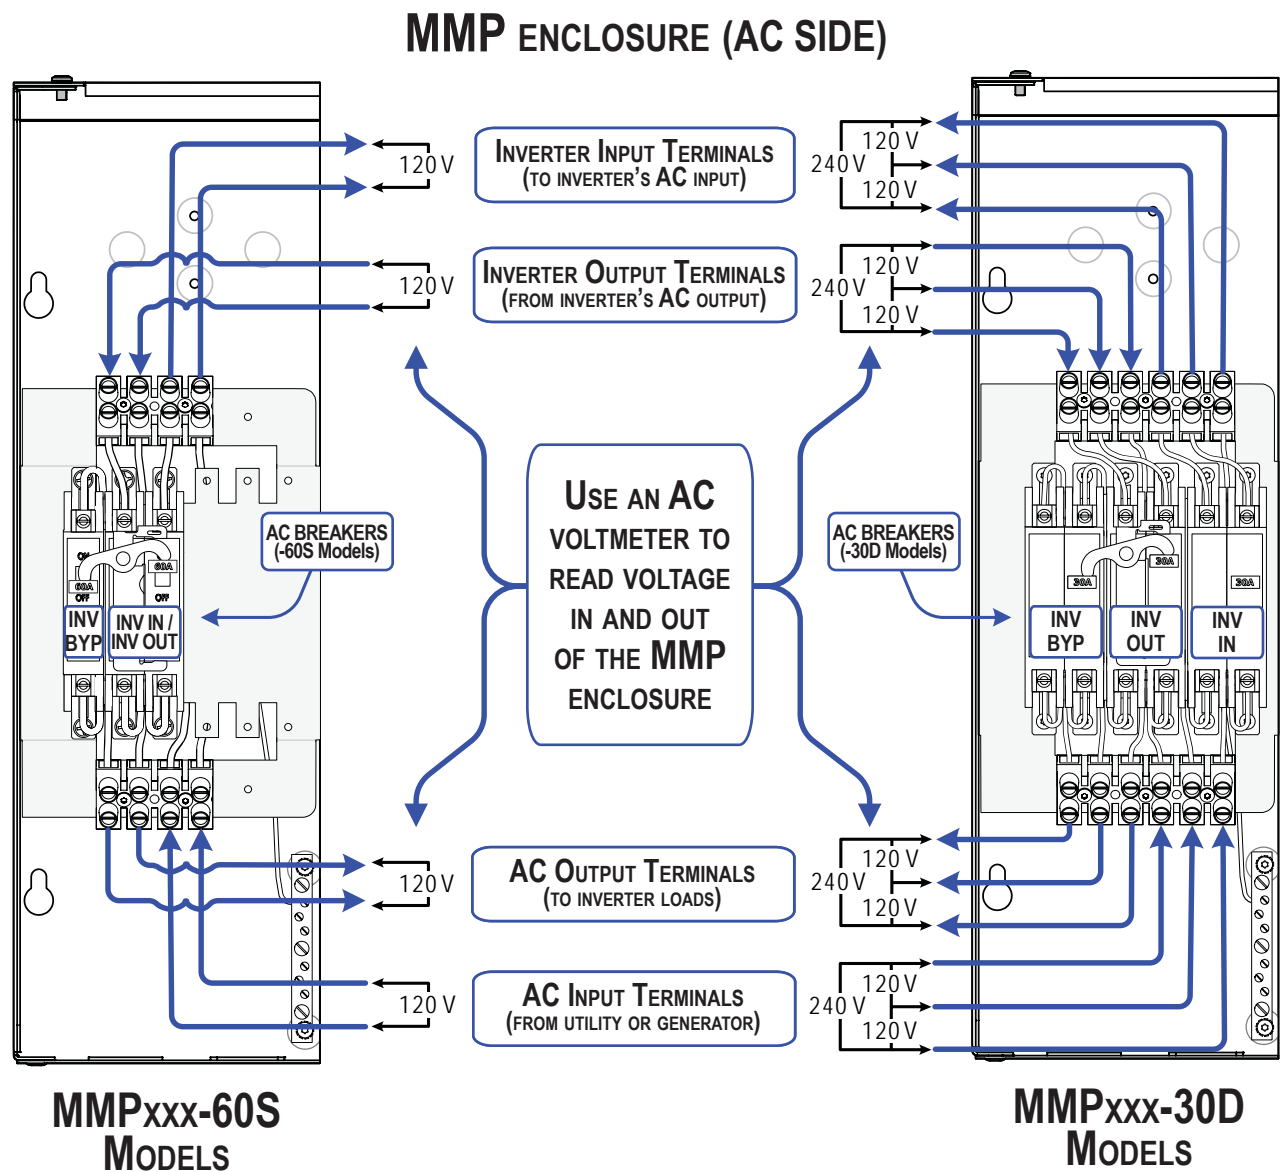 MMP ENCLOSURE (AC SIDE)
120 V
INVERTER INPUT TERMINALS
(TO INVERTER'S AC INPUT)
120 V
240 V
120 V
120 V
INVERTER OUTPUT TERMINALS
(FROM INVERTER'S AC OUTPUT)
120 V
240 V
120 V
USE AN AC
VOLTMETER TO
READ VOLTAGE
IN AND OUT
OF THE MMP
ENCLOSURE
AC BREAKERS
(-60S Models)
ON
60A
60A
OFF
OFF
INV
BYP
INV IN /
INV OUT
AC BREAKERS
(-30D Models)
30A
30A
30A
INV
BYP
INV
OUT
INV
IN
120 V
AC OUTPUT TERMINALS
(TO INVERTER LOADS)
120 V
240 V
120 V
120 V
AC INPUT TERMINALS
(FROM UTILITY OR GENERATOR)
120 V
240 V
120 V
MMPXXX-60S
MODELS
MMPXXX-30D
MODELS